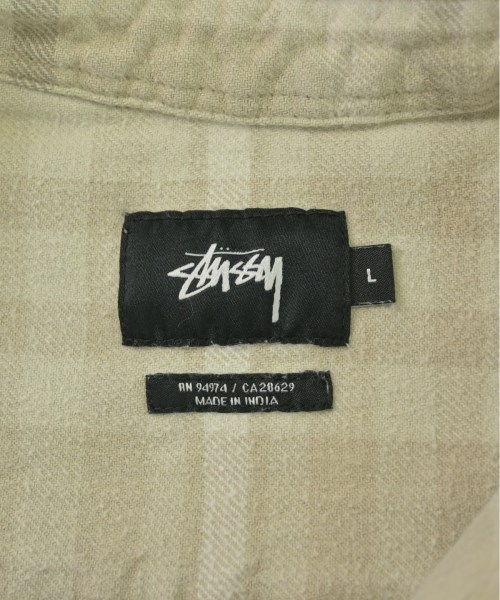 Stüssy
L
RN 94974 / CA28629
MADE IN INDIA